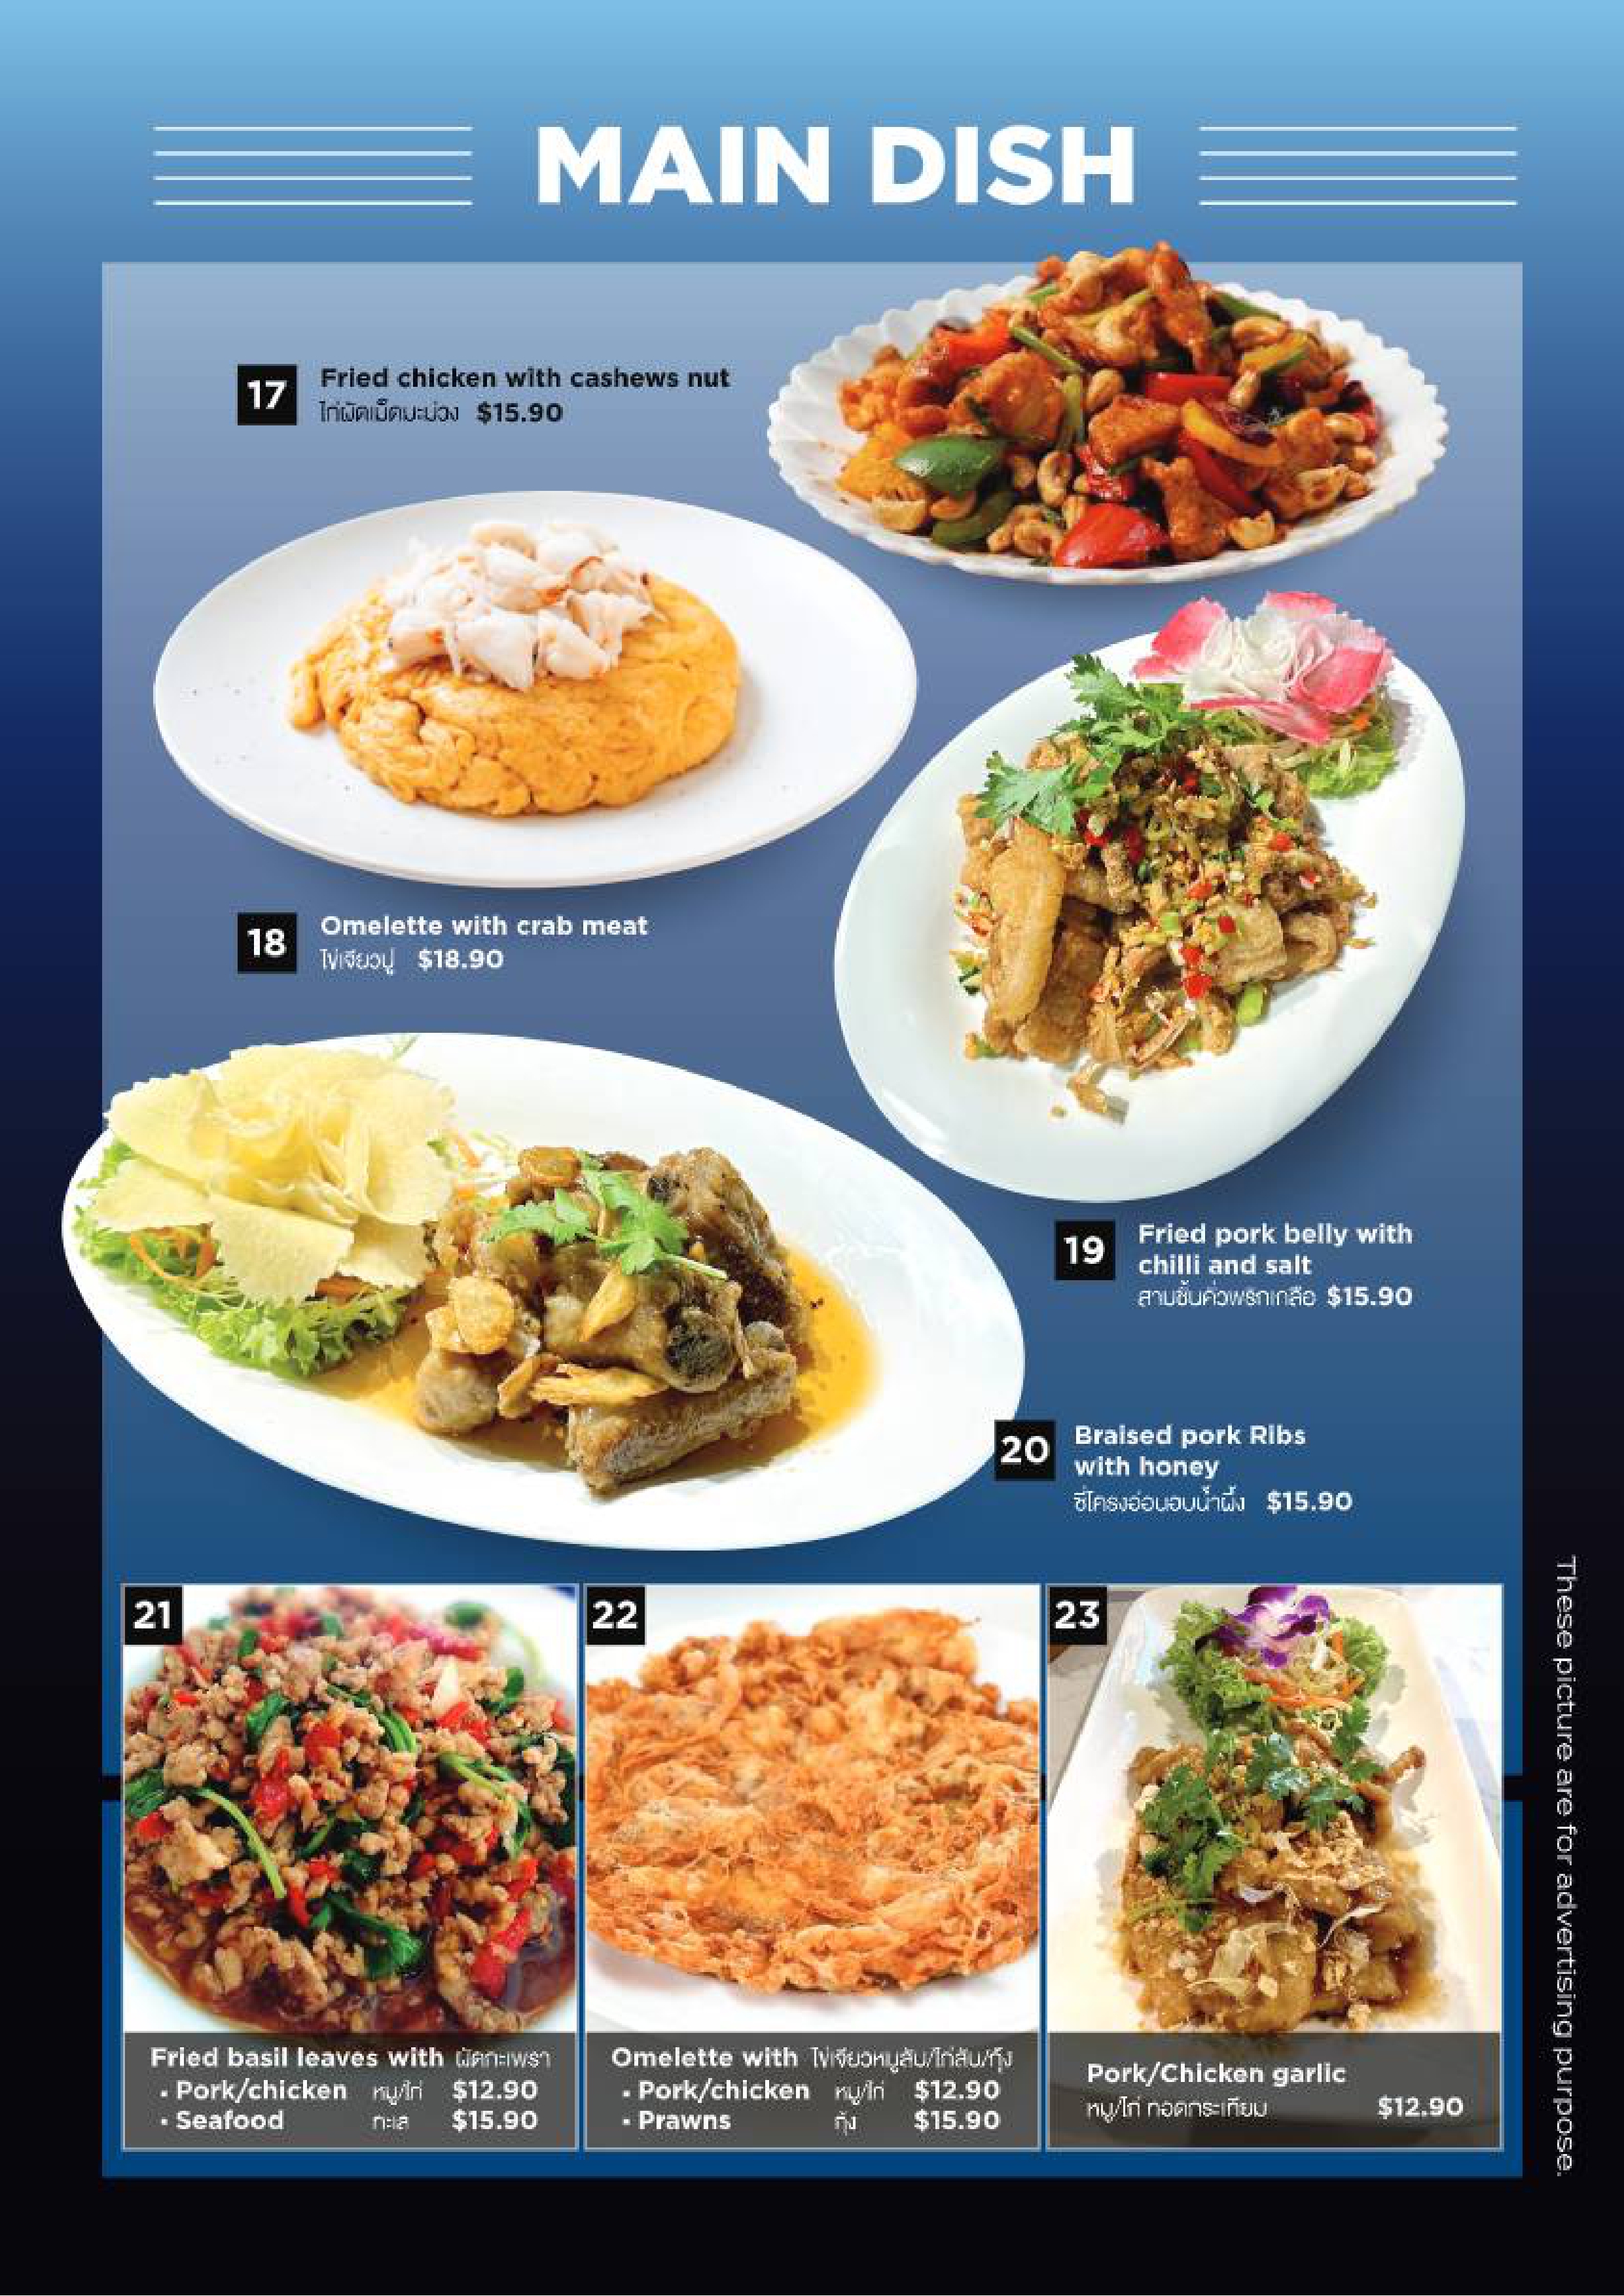 MAIN DISH
17
Fried chicken with cashews nut
ไก่ผัดเม็ดมะม่วง $15.90
18
Omelette with crab meat
ไข่เจียวปู $18.90
19
Fried pork belly with
chilli and salt
สามชั้นคั่วพริกเกลือ $15.90
20
Braised pork Ribs
with honey
ซี่โครงอ่อนอบน้ำผึ้ง $15.90
21
Fried basil leaves with ผัดกะเพรา
• Pork/chicken หมู/ไก่ $12.90
• Seafood ทะเล $15.90
22
Omelette with ไข่เจียวหมูสับ/ไก่สับ/กุ้ง
• Pork/chicken หมู/ไก่ $12.90
• Prawns กุ้ง $15.90
23
Pork/Chicken garlic
หมู/ไก่ ทอดกระเทียม $12.90
These picture are for advertising purpose.